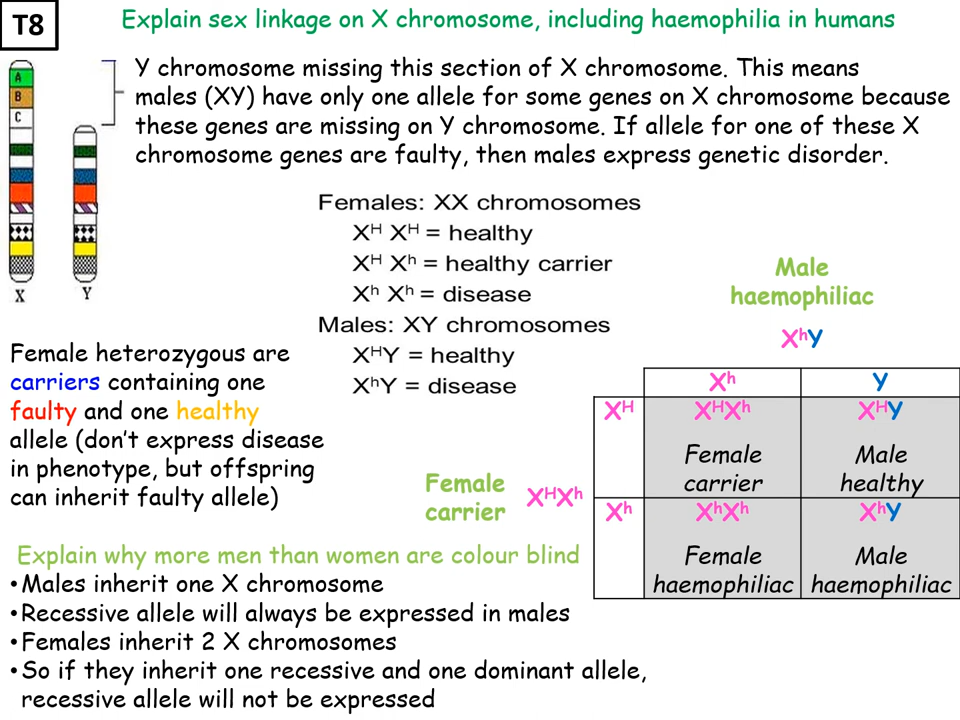 T8
Explain sex linkage on X chromosome, including haemophilia in humans
Y chromosome missing this section of X chromosome. This means
males (XY) have only one allele for some genes on X chromosome because
these genes are missing on Y chromosome. If allele for one of these X
chromosome genes are faulty, then males express genetic disorder.
A
B
C
X
Y
Females: XX chromosomes
Xᴴ Xᴴ = healthy
Xᴴ Xʰ = healthy carrier
Xʰ Xʰ = disease
Males: XY chromosomes
XᴴY = healthy
XʰY = disease
Female heterozygous are
carriers containing one
faulty and one healthy
allele (don’t express disease
in phenotype, but offspring
can inherit faulty allele)
Male
haemophiliac
XʰY
Xʰ Y
Xᴴ XᴴXʰ XᴴY
Female Male
carrier healthy
Female
carrier
XᴴXʰ
Xʰ XʰXʰ XʰY
Female Male
haemophiliac haemophiliac
Explain why more men than women are colour blind
•Males inherit one X chromosome
•Recessive allele will always be expressed in males
•Females inherit 2 X chromosomes
•So if they inherit one recessive and one dominant allele,
recessive allele will not be expressed